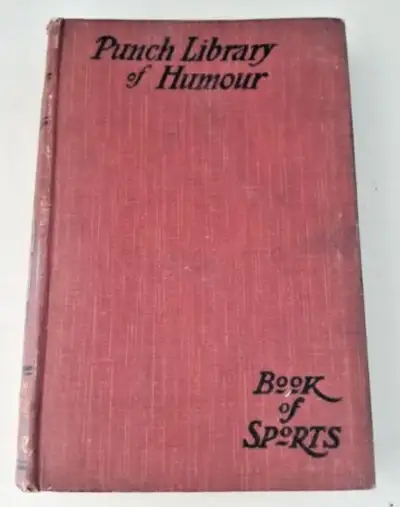 Punch Library
of Humour
Book
of
Sports